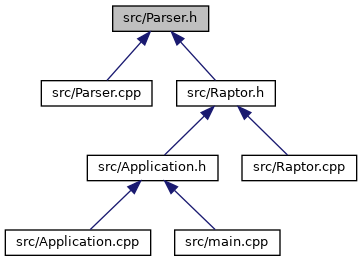 src/Parser.h
src/Parser.cpp
src/Raptor.h
src/Application.h
src/Raptor.cpp
src/Application.cpp
src/main.cpp